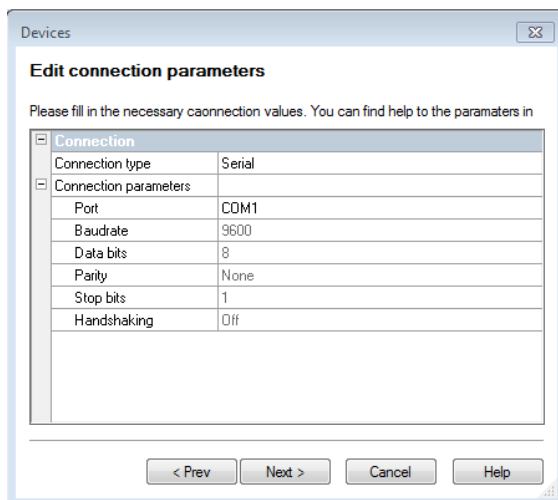 Devices
Edit connection parameters
Please fill in the necessary caonnection values. You can find help to the paramaters in
Connection
Connection type Serial
Connection parameters
Port COM1
Baudrate 9600
Data bits 8
Parity None
Stop bits 1
Handshaking Off
< Prev Next > Cancel Help